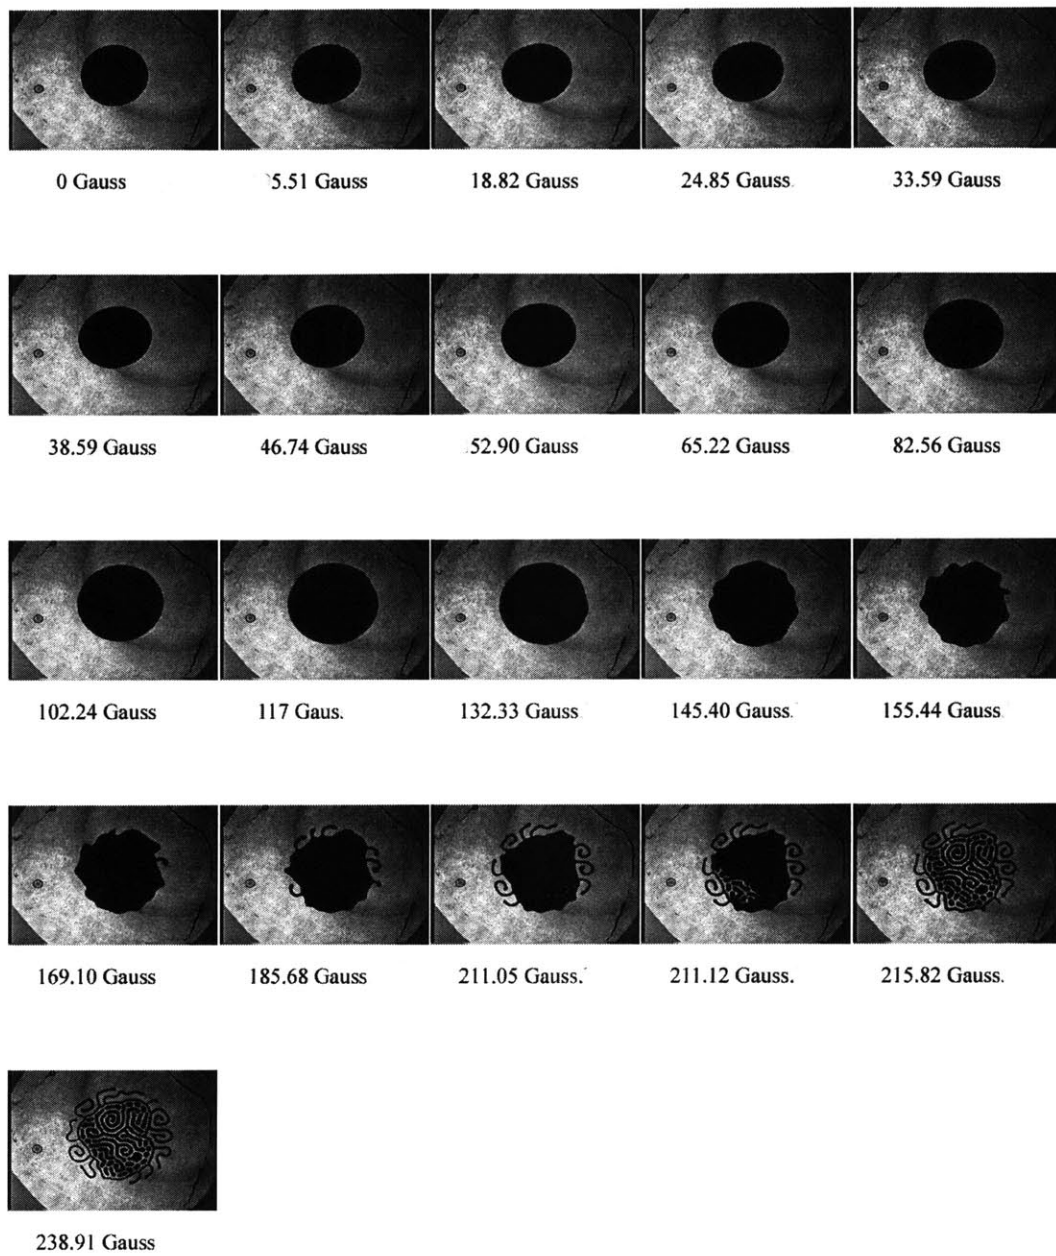 0 Gauss
5.51 Gauss
18.82 Gauss
24.85 Gauss.
33.59 Gauss
38.59 Gauss
46.74 Gauss
52.90 Gauss
65.22 Gauss
82.56 Gauss
102.24 Gauss
117 Gaus.
132.33 Gauss
145.40 Gauss.
155.44 Gauss
169.10 Gauss
185.68 Gauss
211.05 Gauss.
211.12 Gauss.
215.82 Gauss.
238.91 Gauss